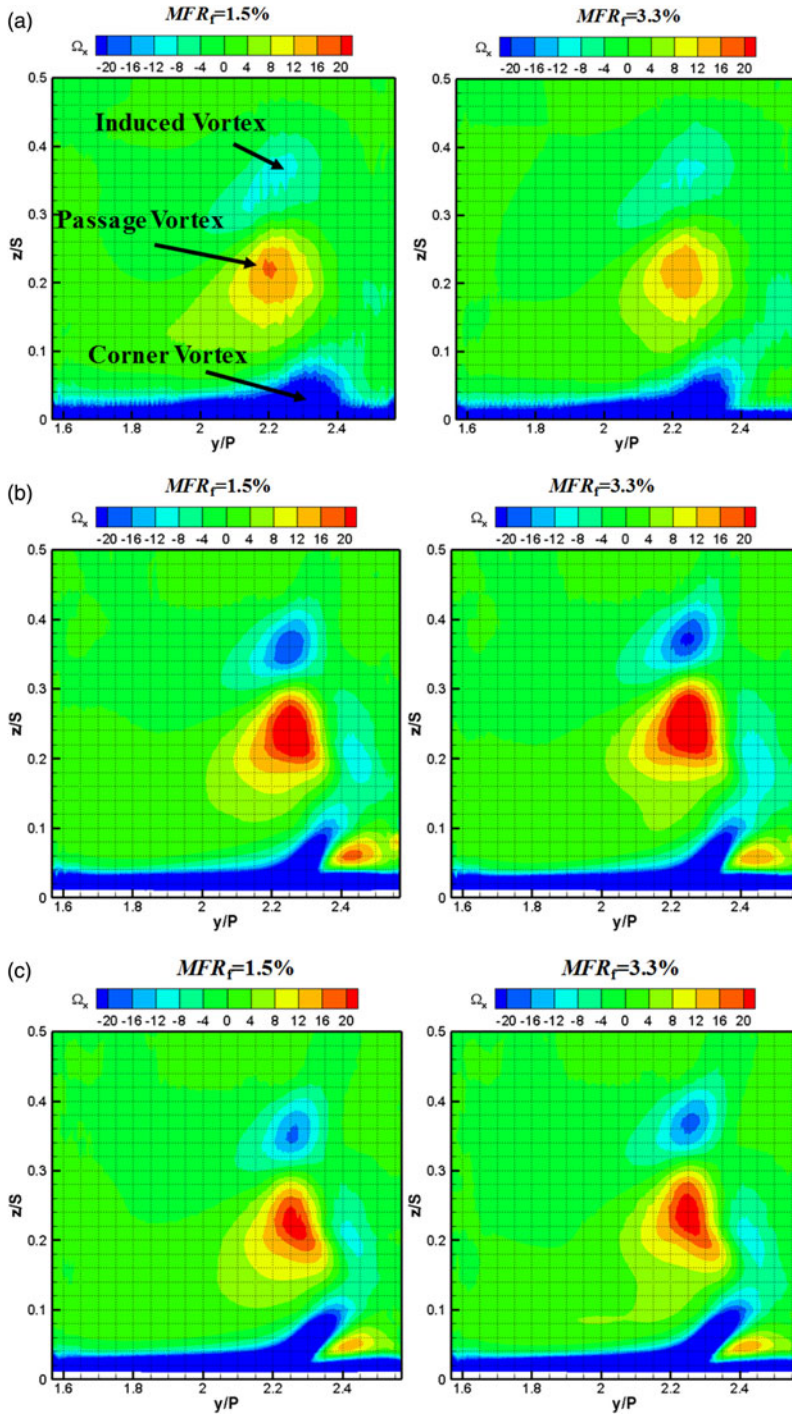 (a)
MFRf=1.5%
Ωx
-20 -16 -12 -8 -4 0 4 8 12 16 20
0.5
0.4
0.3
0.2
0.1
0
z/S
Induced Vortex
Passage Vortex
Corner Vortex
1.6 1.8 2 2.2 2.4
y/P
MFRf=3.3%
Ωx
-20 -16 -12 -8 -4 0 4 8 12 16 20
0.5
0.4
0.3
0.2
0.1
0
z/S
1.6 1.8 2 2.2 2.4
y/P
(b)
MFRf=1.5%
Ωx
-20 -16 -12 -8 -4 0 4 8 12 16 20
0.5
0.4
0.3
0.2
0.1
0
z/S
1.6 1.8 2 2.2 2.4
y/P
MFRf=3.3%
Ωx
-20 -16 -12 -8 -4 0 4 8 12 16 20
0.5
0.4
0.3
0.2
0.1
0
z/S
1.6 1.8 2 2.2 2.4
y/P
(c)
MFRf=1.5%
Ωx
-20 -16 -12 -8 -4 0 4 8 12 16 20
0.5
0.4
0.3
0.2
0.1
0
z/S
1.6 1.8 2 2.2 2.4
y/P
MFRf=3.3%
Ωx
-20 -16 -12 -8 -4 0 4 8 12 16 20
0.5
0.4
0.3
0.2
0.1
0
z/S
1.6 1.8 2 2.2 2.4
y/P